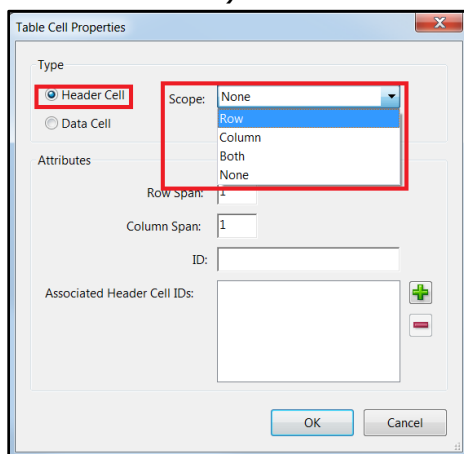 Table Cell Properties
X
Type
Header Cell
Scope: None
Row
Column
Both
None
Data Cell
Attributes
Row Span: 1
Column Span: 1
ID:
Associated Header Cell IDs:
OK Cancel